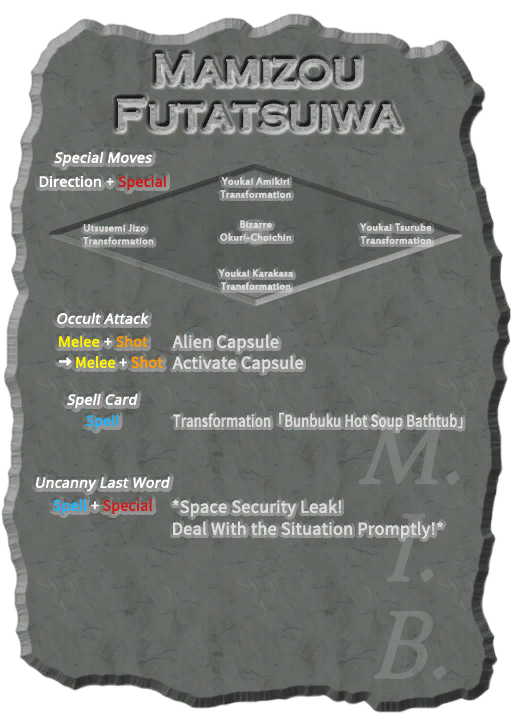 MAMIZOU
FUTATSUIWA
Special Moves
Direction + Special
Youkai Amikiri
Transformation
Utsusemi Jizo
Transformation
Bizarre
Okuri-Choichin
Youkai Tsurube
Transformation
Youkai Karakasa
Transformation
Occult Attack
Melee + Shot Alien Capsule
→ Melee + Shot Activate Capsule
Spell Card
Spell Transformation「Bunbuku Hot Soup Bathtub」
Uncanny Last Word
Spell + Special *Space Security Leak!
Deal With the Situation Promptly!*
M.
I.
B.